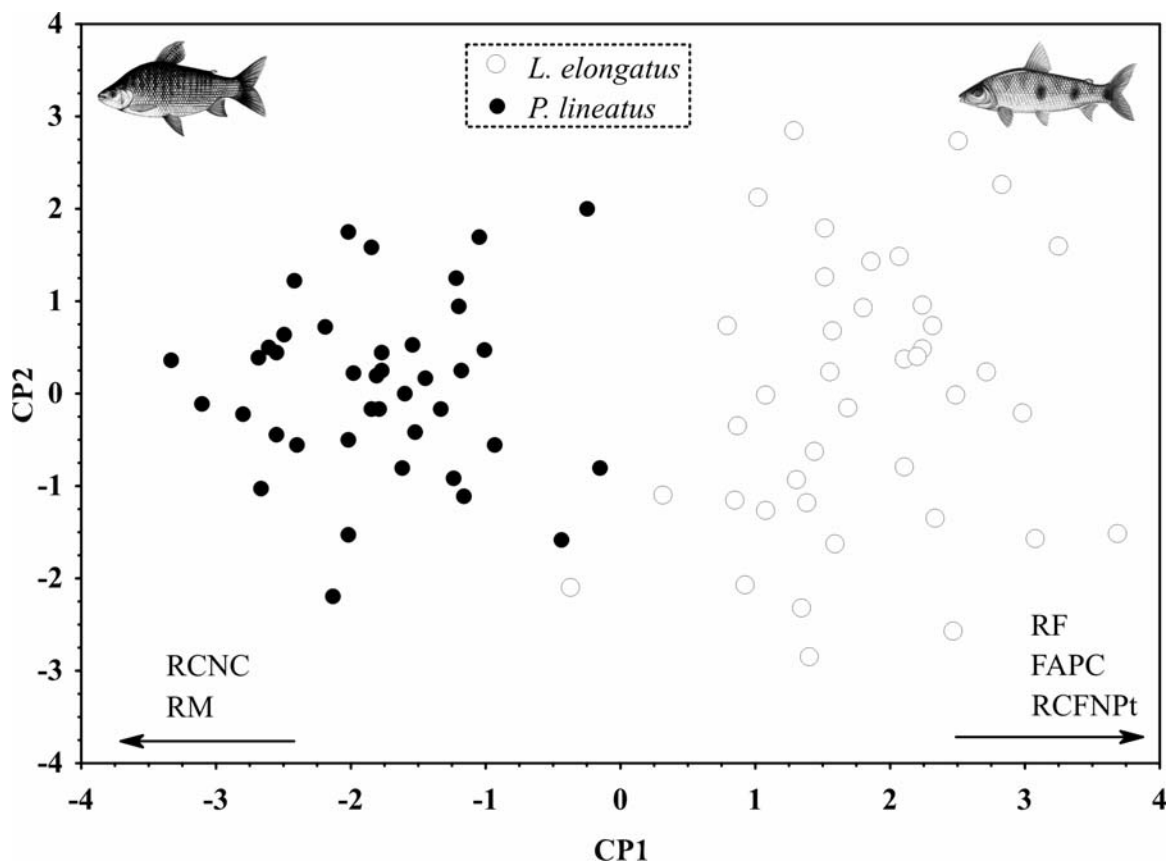 4
3
2
1
0
-1
-2
-3
-4
CP2
L. elongatus
P. lineatus
RCNC
RM
RF
FAPC
RCFNPt
-4 -3 -2 -1 0 1 2 3 4
CP1